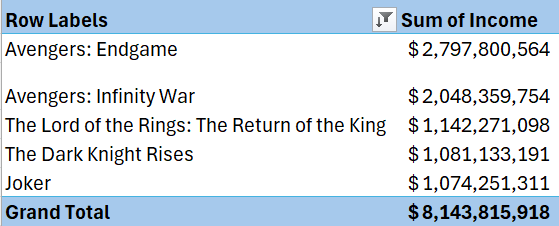 Row Labels Sum of Income
Avengers: Endgame $ 2,797,800,564
Avengers: Infinity War $ 2,048,359,754
The Lord of the Rings: The Return of the King $ 1,142,271,098
The Dark Knight Rises $ 1,081,133,191
Joker $ 1,074,251,311
Grand Total $ 8,143,815,918